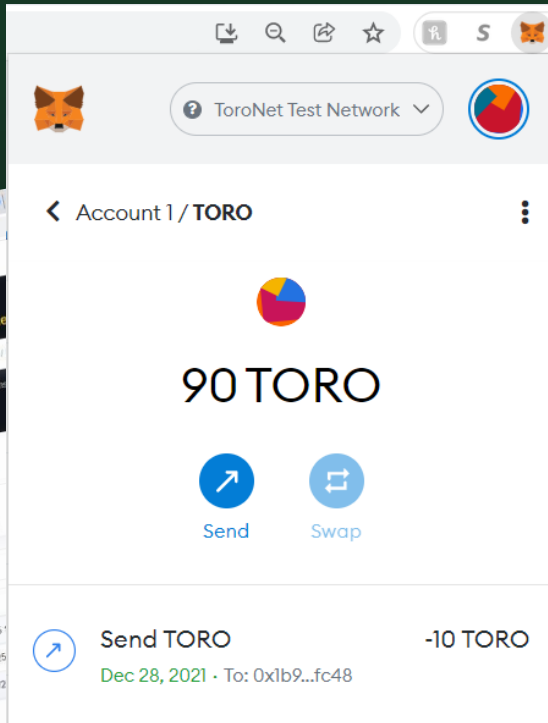 ToroNet Test Network
Account 1 / TORO
90 TORO
Send
Swap
Send TORO
-10 TORO
Dec 28, 2021 · To: 0x1b9...fc48